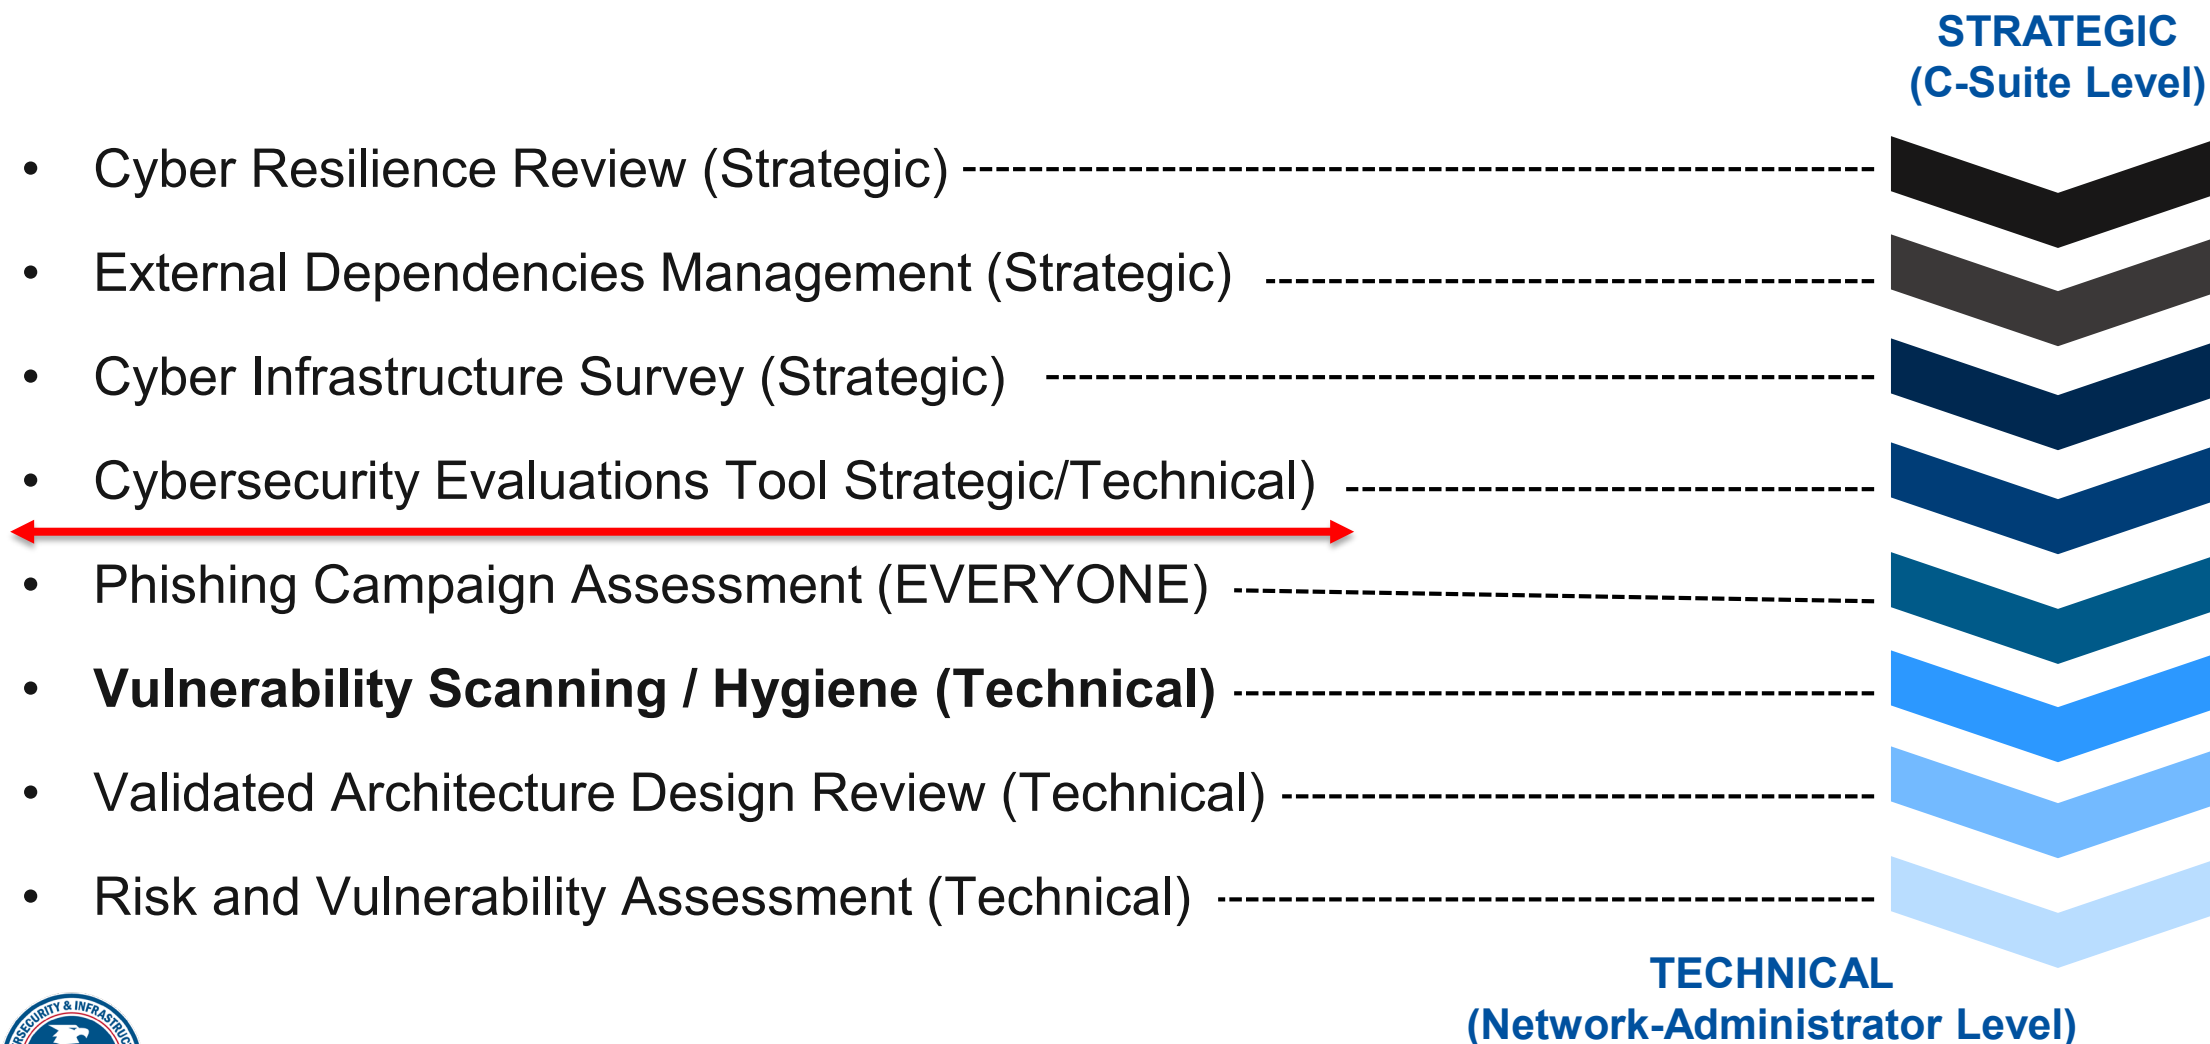 STRATEGIC
(C-Suite Level)
• Cyber Resilience Review (Strategic)
• External Dependencies Management (Strategic)
• Cyber Infrastructure Survey (Strategic)
• Cybersecurity Evaluations Tool Strategic/Technical)
• Phishing Campaign Assessment (EVERYONE)
• Vulnerability Scanning / Hygiene (Technical)
• Validated Architecture Design Review (Technical)
• Risk and Vulnerability Assessment (Technical)
TECHNICAL
(Network-Administrator Level)